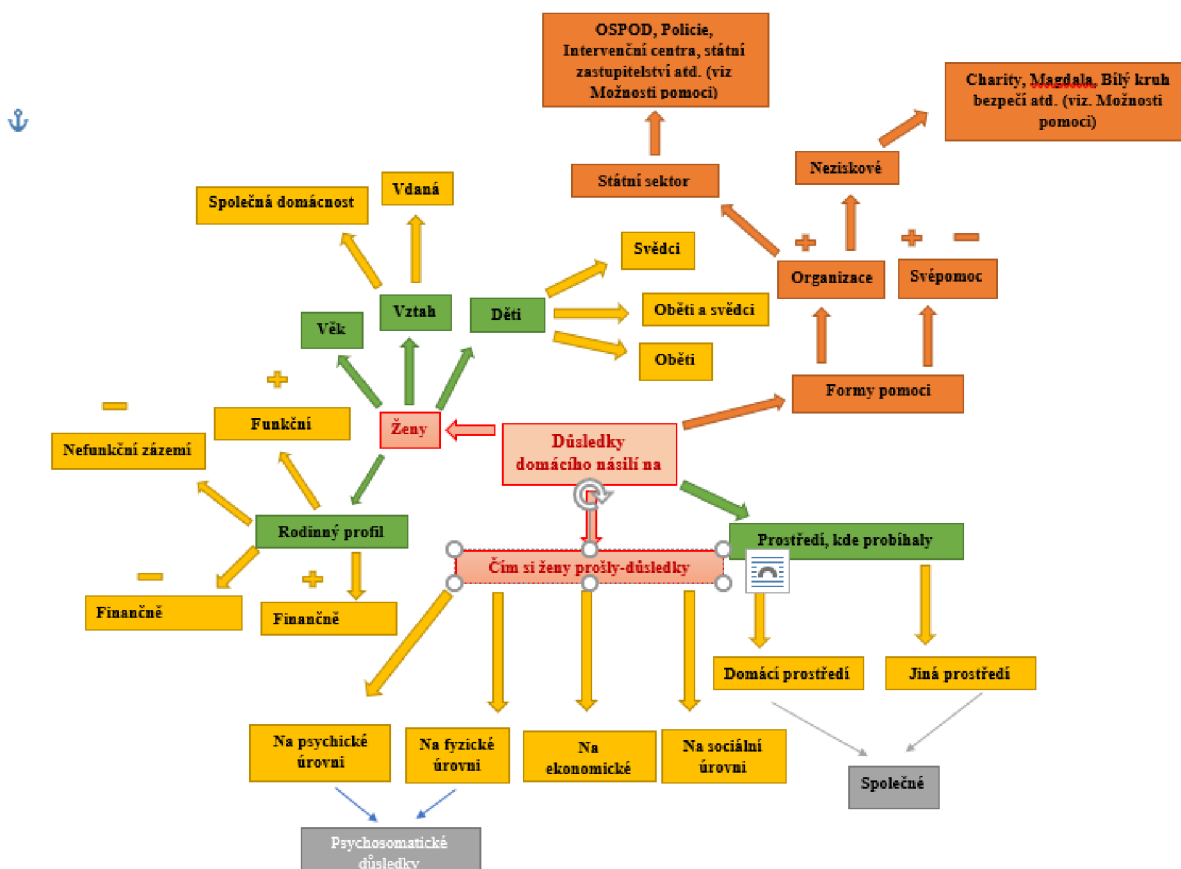 OSPOD, Policie,
Intervenční centra, státní
zastupitelství atd. (viz
Možnosti pomoci)
Charity, Magdala, Bílý kruh
bezpečí atd. (viz. Možnosti
pomoci)
Státní sektor
Neziskové
Společná domácnost
Vdaná
Svědci
+
+
−
Organizace
Svépomoc
Věk
Vztah
Děti
Oběti a svědci
Oběti
Formy pomoci
+
−
Funkční
Ženy
Nefunkční zázemí
Důsledky
domácího násilí na
Rodinný profil
Prostředí, kde probíhaly
Čím si ženy prošly-důsledky
−
+
Finančně
Finančně
Domácí prostředí
Jiná prostředí
Na psychické
úrovni
Na fyzické
úrovni
Na
ekonomické
Na sociální
úrovni
Společné
Psychosomatické
důsledky